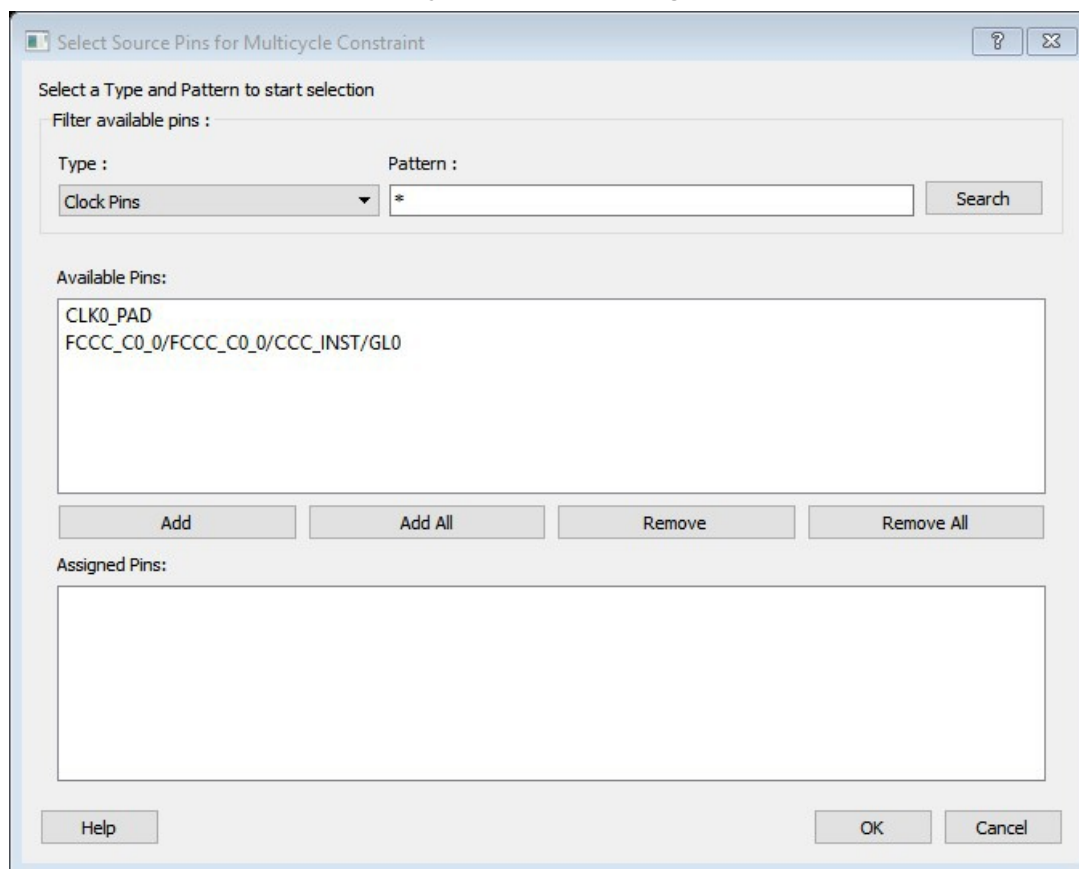 Select Source Pins for Multicycle Constraint
Select a Type and Pattern to start selection
Filter available pins :
Type : Pattern :
Clock Pins * Search
Available Pins:
CLK0_PAD
FCCC_C0_0/FCCC_C0_0/CCC_INST/GL0
Add Add All Remove Remove All
Assigned Pins:
Help OK Cancel